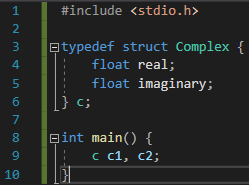 1 #include <stdio.h>
2
3 typedef struct Complex {
4 float real;
5 float imaginary;
6 } c;
7
8 int main() {
9 c c1, c2;
10 }